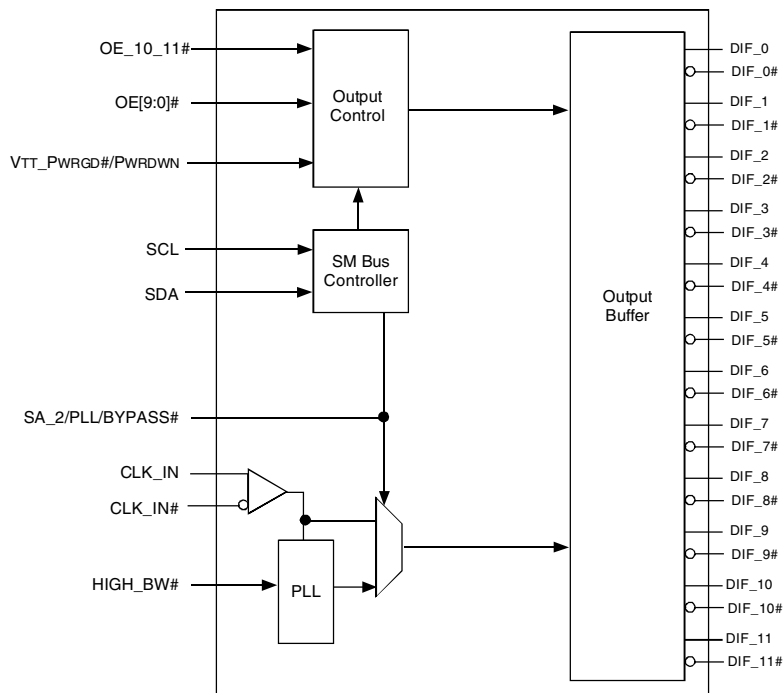 OE_10_11#
OE[9:0]#
VTT_PWRGD#/PWRDWN
SCL
SDA
SA_2/PLL/BYPASS#
CLK_IN
CLK_IN#
HIGH_BW#
Output
Control
SM Bus
Controller
PLL
Output
Buffer
DIF_0
DIF_0#
DIF_1
DIF_1#
DIF_2
DIF_2#
DIF_3
DIF_3#
DIF_4
DIF_4#
DIF_5
DIF_5#
DIF_6
DIF_6#
DIF_7
DIF_7#
DIF_8
DIF_8#
DIF_9
DIF_9#
DIF_10
DIF_10#
DIF_11
DIF_11#